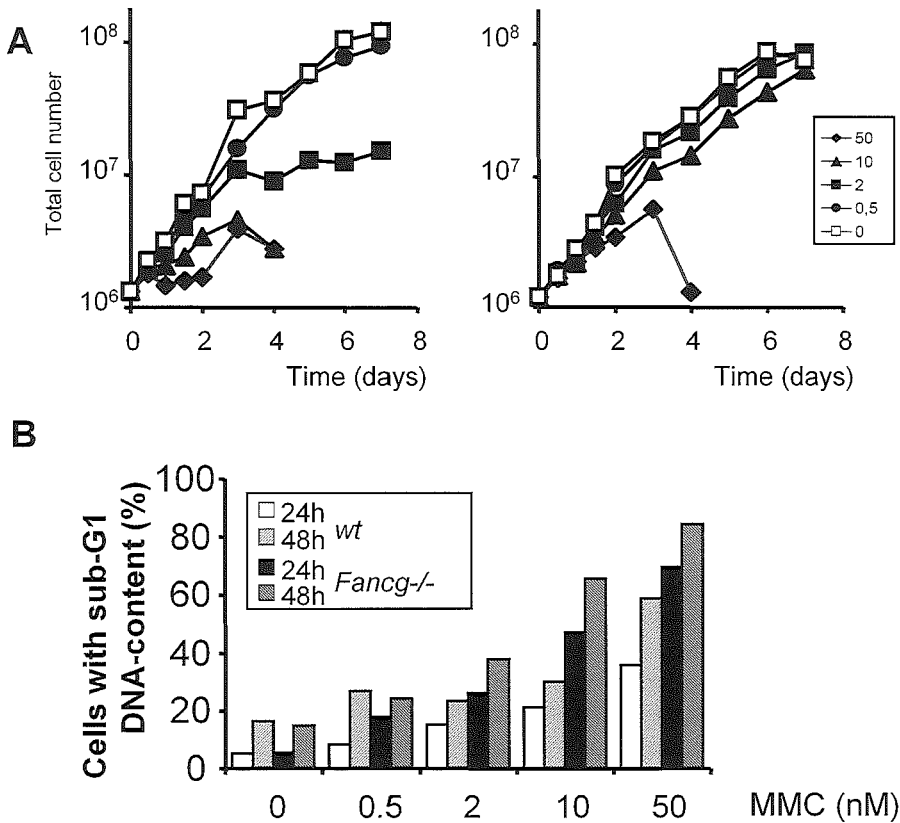 A
Total cell number
10⁸
10⁷
10⁶
0 2 4 6 8
Time (days)
10⁸
10⁷
10⁶
0 2 4 6 8
Time (days)
50
10
2
0,5
0
B
Cells with sub-G1
DNA-content (%)
100
80
60
40
20
0
24h
48h wt
24h
48h Fancg-/-
0 0.5 2 10 50 MMC (nM)